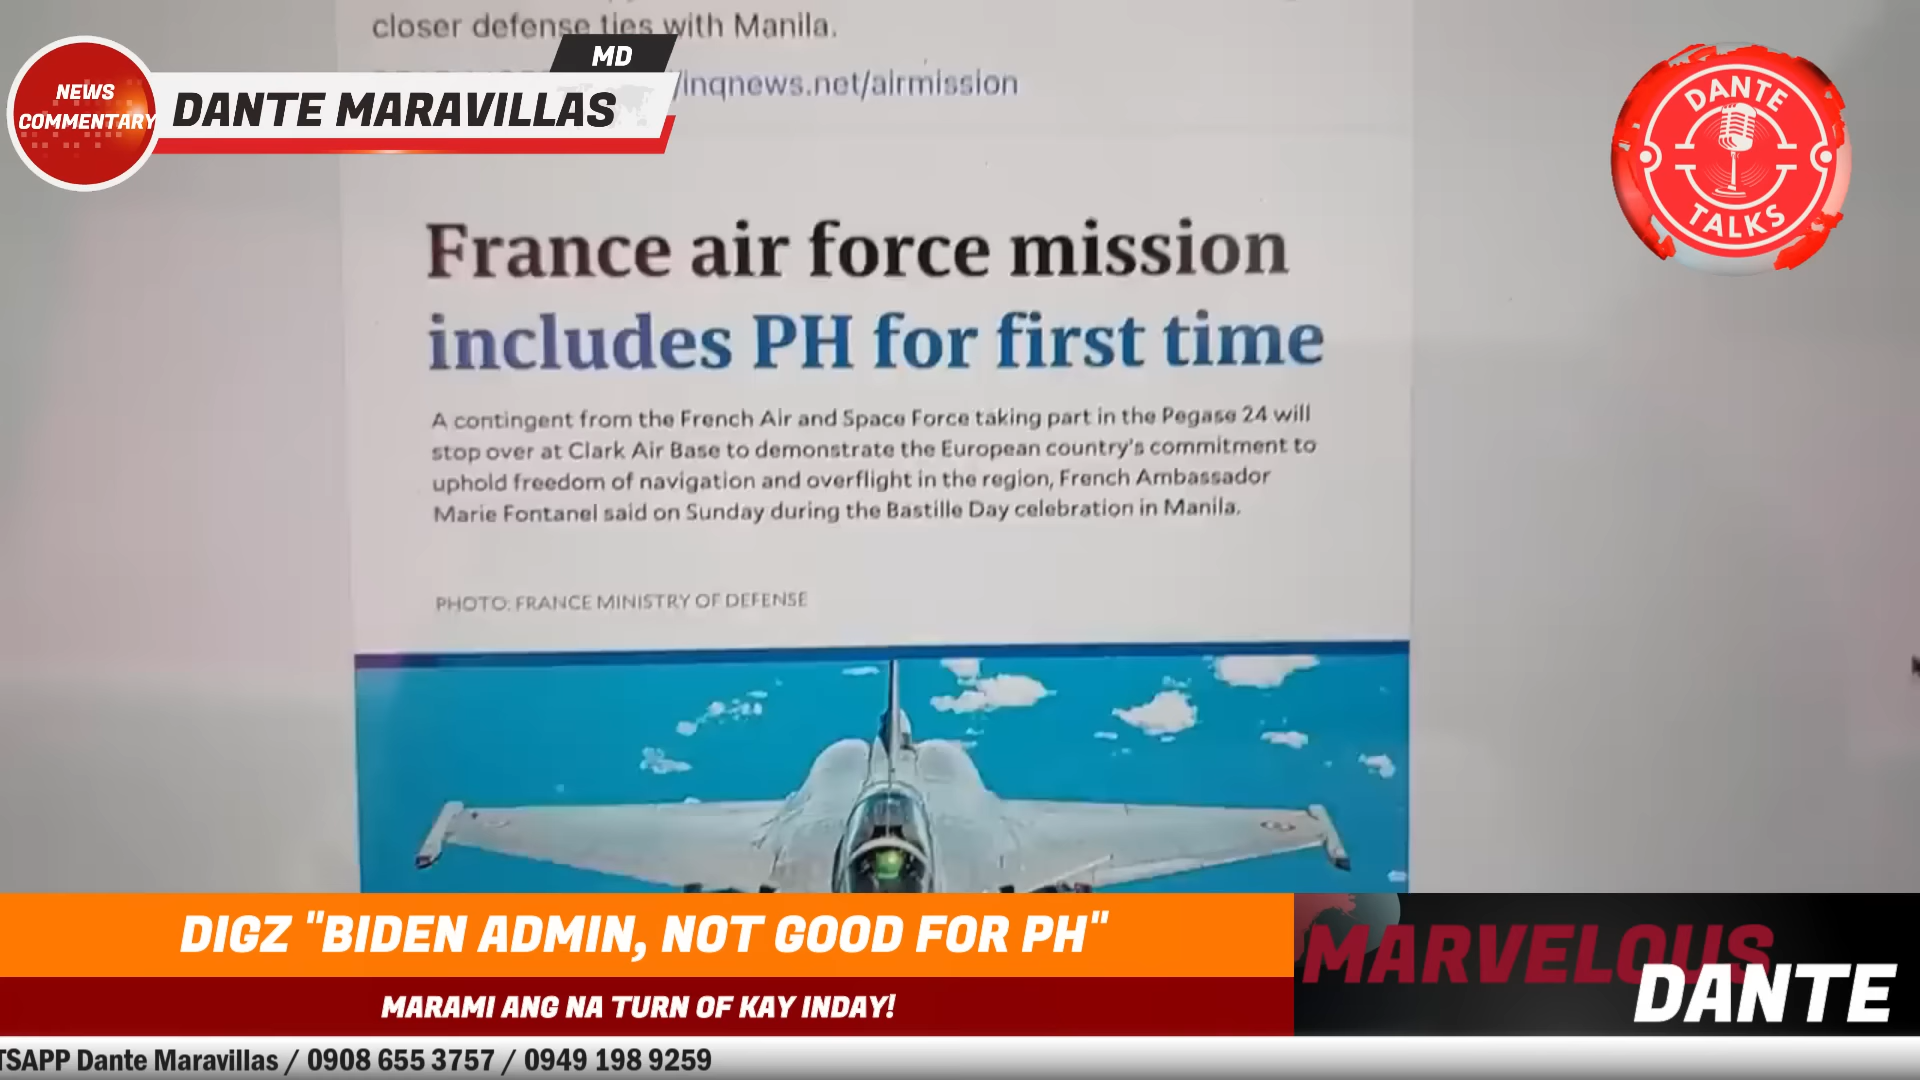 closer defense ties with Manila.
MD
/inqnews.net/airmission
NEWS
COMMENTARY
DANTE MARAVILLAS
DANTE
TALKS
France air force mission
includes PH for first time
A contingent from the French Air and Space Force taking part in the Pegase 24 will
stop over at Clark Air Base to demonstrate the European country's commitment to
uphold freedom of navigation and overflight in the region, French Ambassador
Marie Fontanel said on Sunday during the Bastille Day celebration in Manila.
PHOTO: FRANCE MINISTRY OF DEFENSE
DIGZ "BIDEN ADMIN, NOT GOOD FOR PH"
MARVELOUS
DANTE
MARAMI ANG NA TURN OF KAY INDAY!
TSAPP Dante Maravillas / 0908 655 3757 / 0949 198 9259